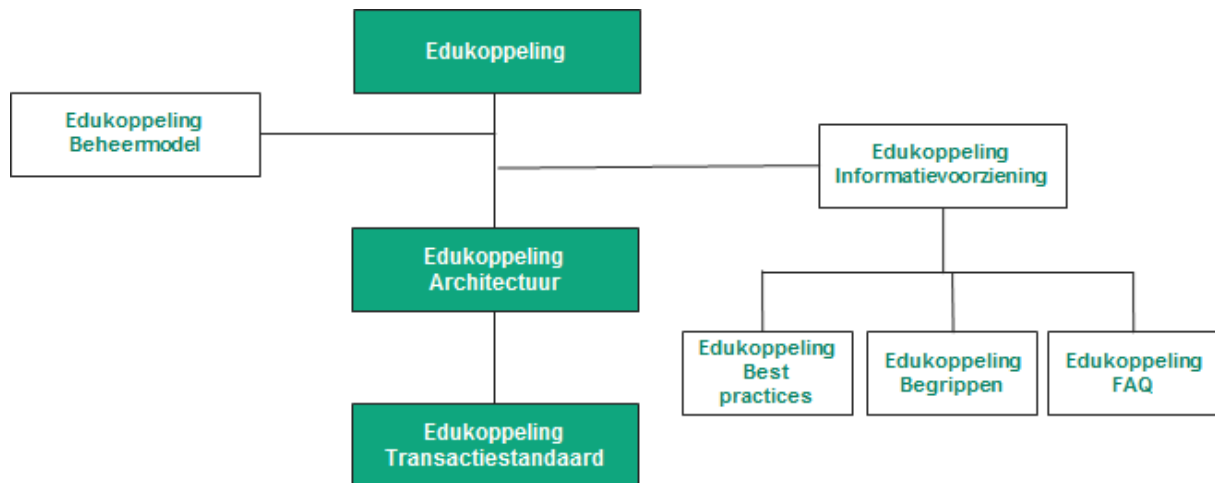 Edukoppeling
Edukoppeling
Beheermodel
Edukoppeling
Informatievoorziening
Edukoppeling
Architectuur
Edukoppeling
Best
practices
Edukoppeling
Begrippen
Edukoppeling
FAQ
Edukoppeling
Transactiestandaard